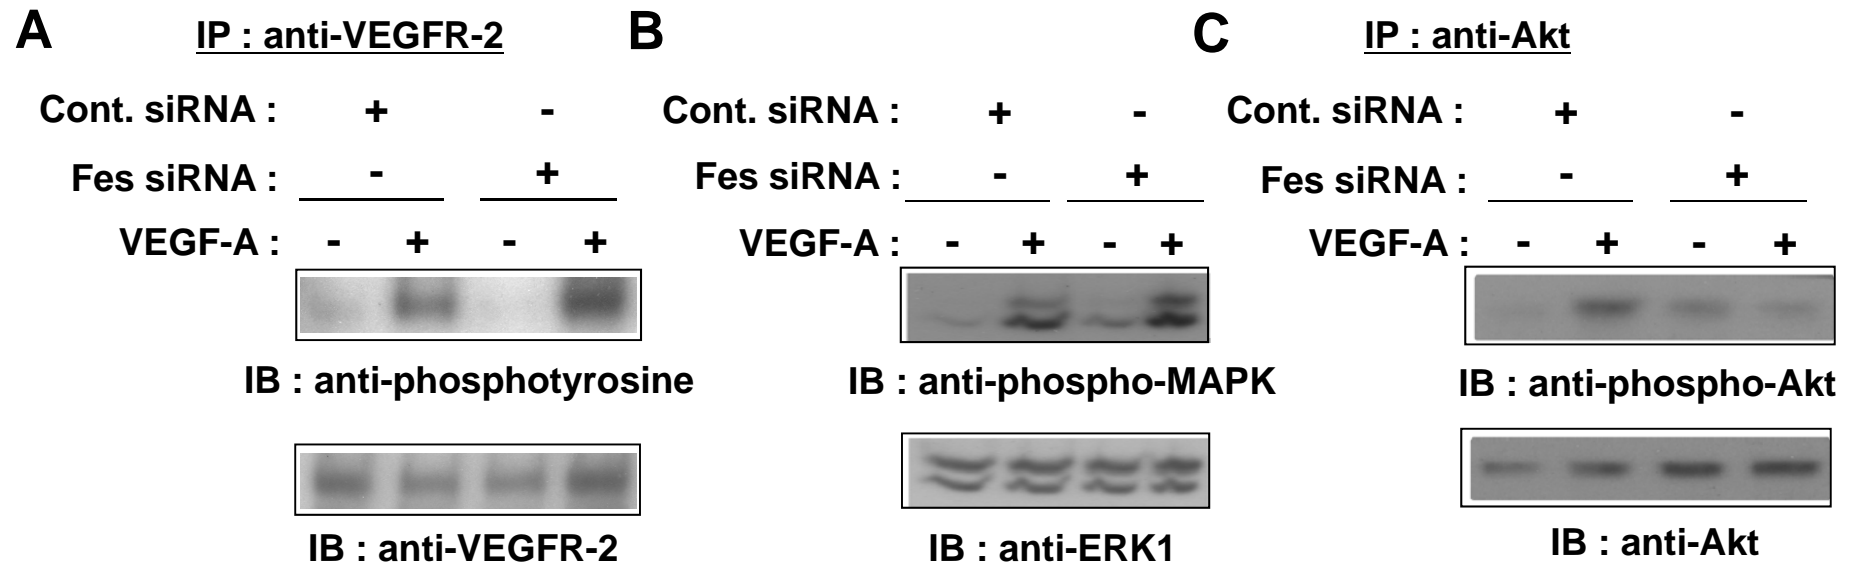 A
IP : anti-VEGFR-2
Cont. siRNA : + -
Fes siRNA : - +
VEGF-A : - + - +
IB : anti-phosphotyrosine
IB : anti-VEGFR-2
B
Cont. siRNA : + -
Fes siRNA : - +
VEGF-A : - + - +
IB : anti-phospho-MAPK
IB : anti-ERK1
C
IP : anti-Akt
Cont. siRNA : + -
Fes siRNA : - +
VEGF-A : - + - +
IB : anti-phospho-Akt
IB : anti-Akt